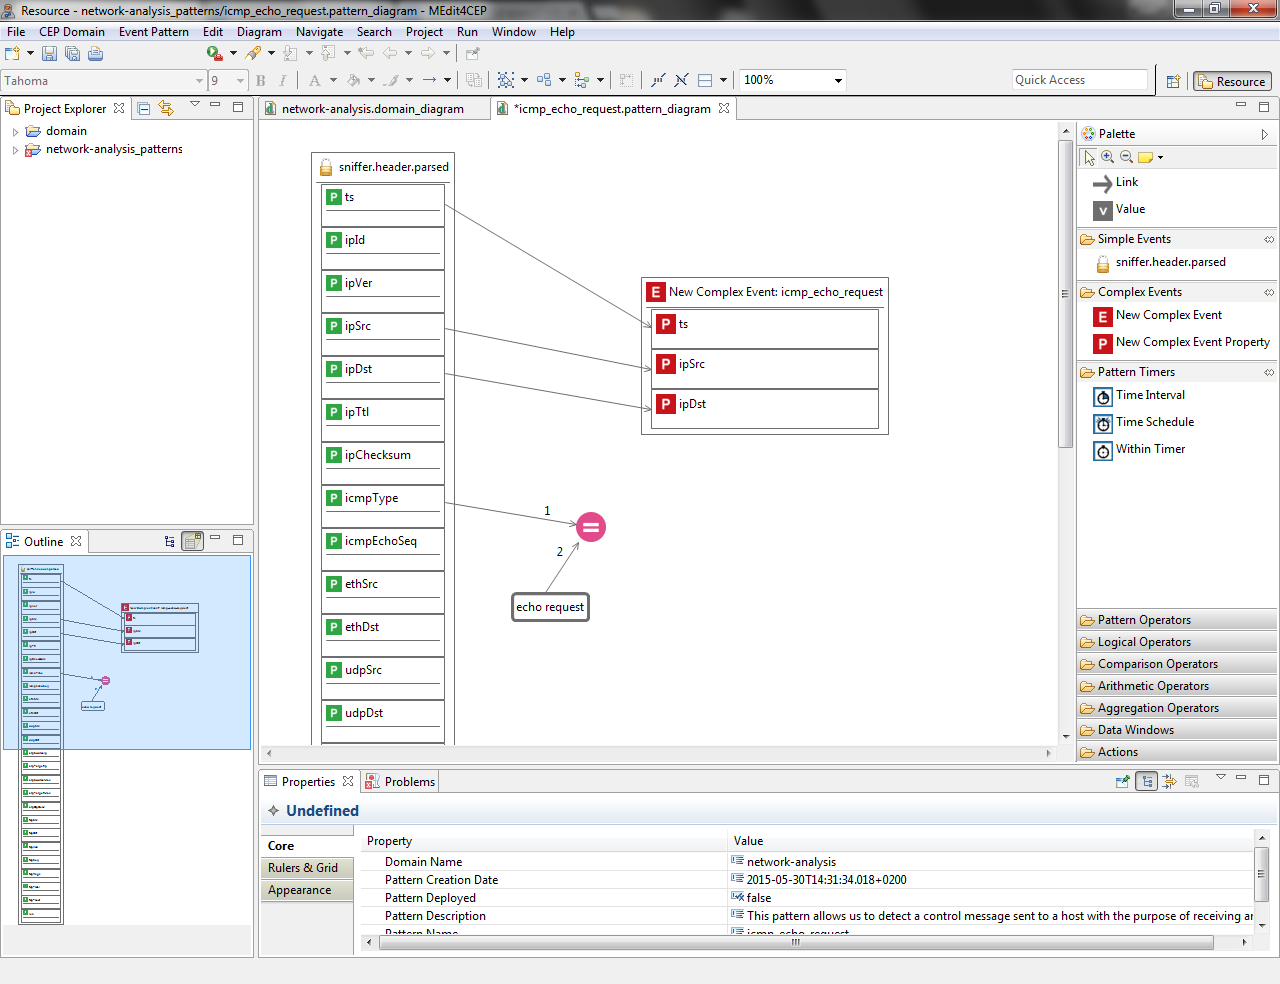 Resource - network-analysis_patterns/icmp_echo_request.pattern_diagram - MEdit4CEP
File CEP Domain Event Pattern Edit Diagram Navigate Search Project Run Window Help
Tahoma 9 B I A 100% Quick Access Resource
Project Explorer
domain
network-analysis_patterns
network-analysis.domain_diagram
*icmp_echo_request.pattern_diagram
sniffer.header.parsed
P ts
P ipId
P ipVer
P ipSrc
P ipDst
P ipTtl
P ipChecksum
P icmpType
P icmpEchoSeq
P ethSrc
P ethDst
P udpSrc
P udpDst
E New Complex Event: icmp_echo_request
P ts
P ipSrc
P ipDst
1
2
echo request
Palette
Link
V Value
Simple Events
sniffer.header.parsed
Complex Events
E New Complex Event
P New Complex Event Property
Pattern Timers
Time Interval
Time Schedule
Within Timer
Pattern Operators
Logical Operators
Comparison Operators
Arithmetic Operators
Aggregation Operators
Data Windows
Actions
Outline
Properties
Problems
Undefined
Core
Rulers & Grid
Appearance
Property Value
Domain Name network-analysis
Pattern Creation Date 2015-05-30T14:31:34.018+0200
Pattern Deployed false
Pattern Description This pattern allows us to detect a control message sent to a host with the purpose of receiving
Pattern Name icmp_echo_request